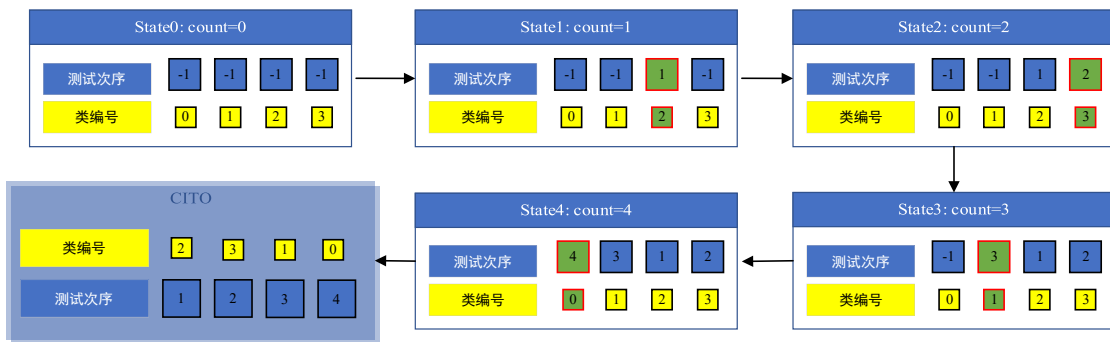 State0: count=0
测试次序 -1 -1 -1 -1
类编号 0 1 2 3
State1: count=1
测试次序 -1 -1 1 -1
类编号 0 1 2 3
State2: count=2
测试次序 -1 -1 1 2
类编号 0 1 2 3
State3: count=3
测试次序 -1 3 1 2
类编号 0 1 2 3
State4: count=4
测试次序 4 3 1 2
类编号 0 1 2 3
CITO
类编号 2 3 1 0
测试次序 1 2 3 4